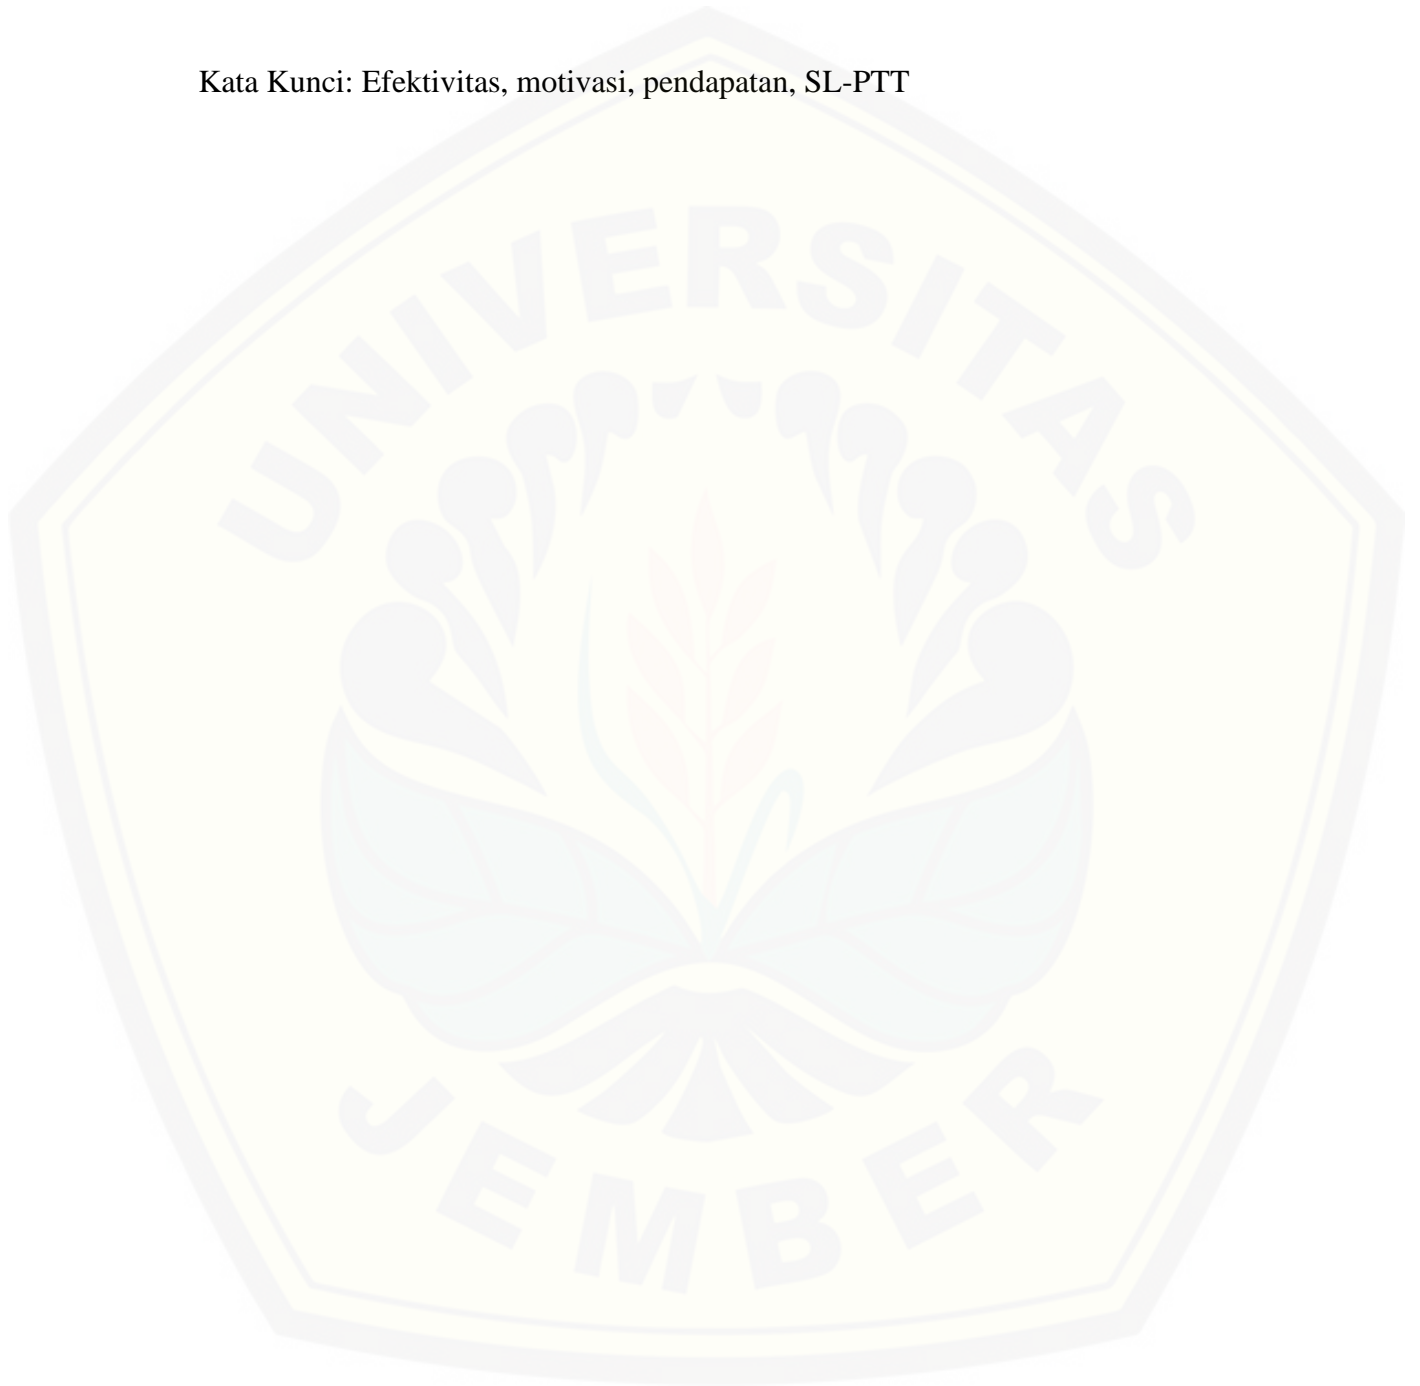 Kata Kunci: Efektivitas, motivasi, pendapatan, SL-PTT
UNIVERSITAS
JEMBER